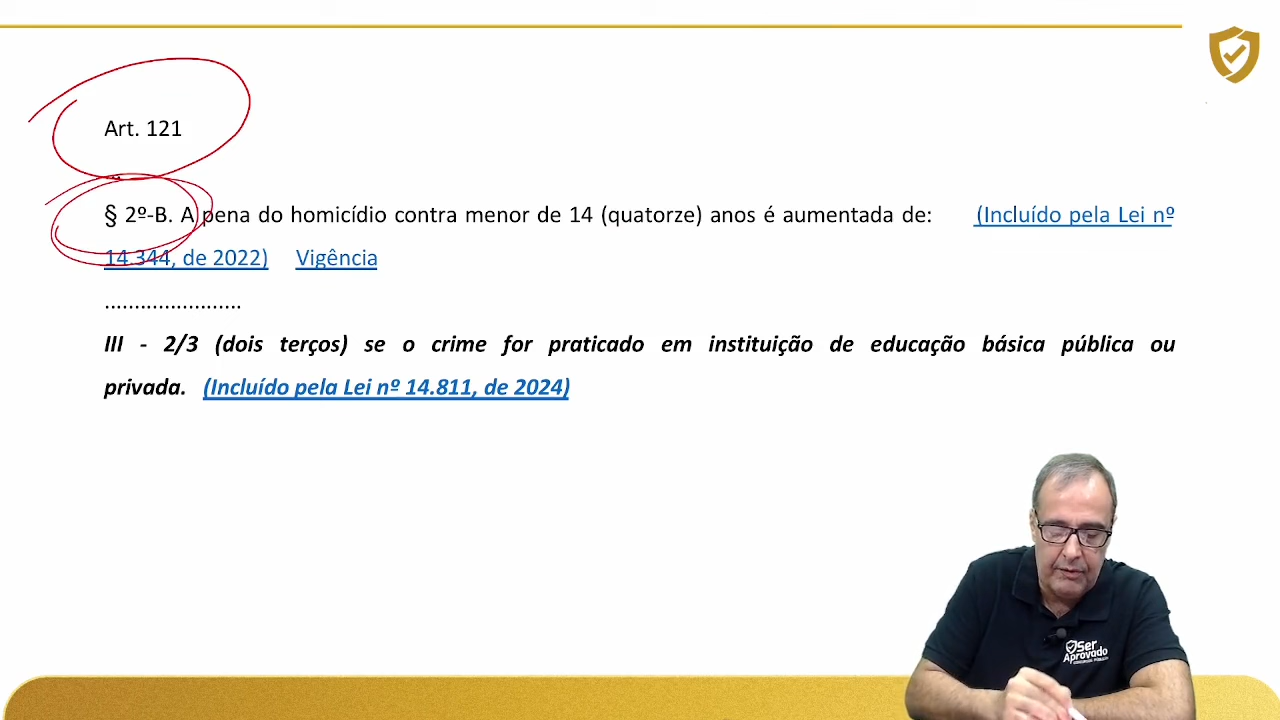 Art. 121
§ 2º-B. A pena do homicídio contra menor de 14 (quatorze) anos é aumentada de: (Incluído pela Lei nº
14.344, de 2022) Vigência
.......................
III - 2/3 (dois terços) se o crime for praticado em instituição de educação básica pública ou
privada. (Incluído pela Lei nº 14.811, de 2024)
Ser
Aprovado